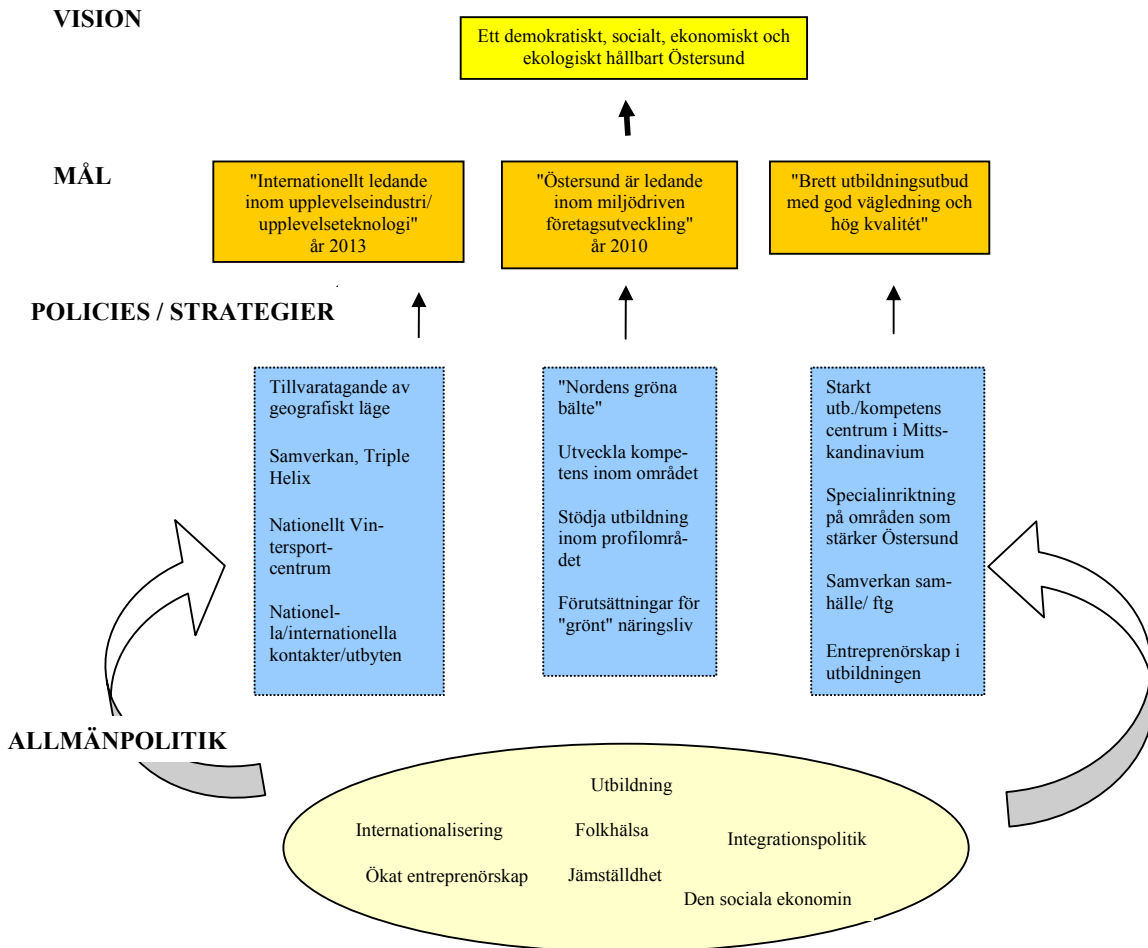 VISION
Ett demokratiskt, socialt, ekonomiskt och
ekologiskt hållbart Östersund
MÅL
"Internationellt ledande
inom upplevelseindustri/
upplevelseteknologi"
år 2013
"Östersund är ledande
inom miljödriven
företagsutveckling"
år 2010
"Brett utbildningsutbud
med god vägledning och
hög kvalitét"
POLICIES / STRATEGIER
Tillvaratagande av
geografiskt läge
Samverkan, Triple
Helix
Nationellt Vin-
tersport-
centrum
Nationel-
la/internationella
kontakter/utbyten
"Nordens gröna
bälte"
Utveckla kompe-
tens inom området
Stödja utbildning
inom profilområ-
det
Förutsättningar för
"grönt" näringsliv
Starkt
utb./kompetens
centrum i Mitts-
kandinavium
Specialinriktning
på områden som
stärker Östersund
Samverkan sam-
hälle/ ftg
Entreprenörskap i
utbildningen
ALLMÄNPOLITIK
Utbildning
Internationalisering
Folkhälsa
Integrationspolitik
Ökat entreprenörskap
Jämställdhet
Den sociala ekonomin